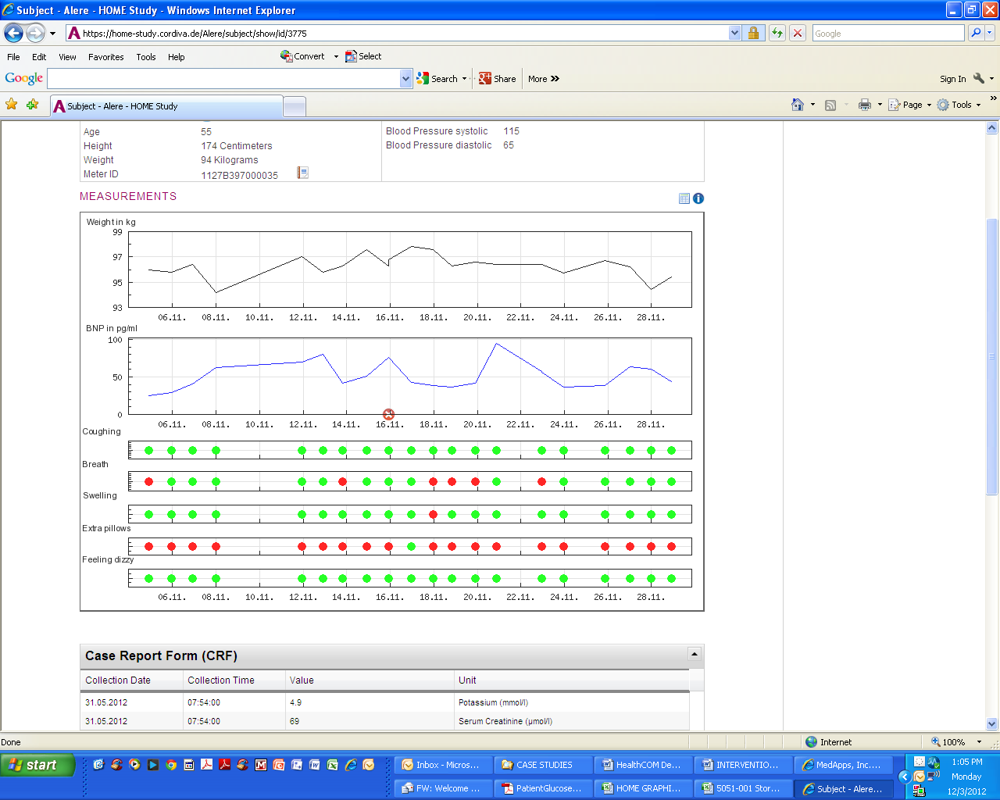 Subject - Alere - HOME Study - Windows Internet Explorer
https://home-study.cordiva.de/Alere/subject/show/id/3775
Google
File Edit View Favorites Tools Help Convert Select
Google Search Share More Sign In
Subject - Alere - HOME Study Page Tools
Age 55 Blood Pressure systolic 115
Height 174 Centimeters Blood Pressure diastolic 65
Weight 94 Kilograms
Meter ID 1127B397000035
MEASUREMENTS
Weight in kg
99
97
95
93
06.11. 08.11. 10.11. 12.11. 14.11. 16.11. 18.11. 20.11. 22.11. 24.11. 26.11. 28.11.
BNP in pg/ml
100
50
0
06.11. 08.11. 10.11. 12.11. 14.11. 16.11. 18.11. 20.11. 22.11. 24.11. 26.11. 28.11.
Coughing
Breath
Swelling
Extra pillows
Feeling dizzy
06.11. 08.11. 10.11. 12.11. 14.11. 16.11. 18.11. 20.11. 22.11. 24.11. 26.11. 28.11.
Case Report Form (CRF)
Collection Date Collection Time Value Unit
31.05.2012 07:54:00 4.9 Potassium (mmol/l)
31.05.2012 07:54:00 69 Serum Creatinine (µmol/l)
Done Internet 100%
start Inbox - Micros... CASE STUDIES HealthCOM De... INTERVENTIO... MedApps, Inc.... 1:05 PM
Monday
FW: Welcome ... PatientGlucose... HOME GRAPHI... 5051-001 Stor... Subject - Alere... 12/3/2012